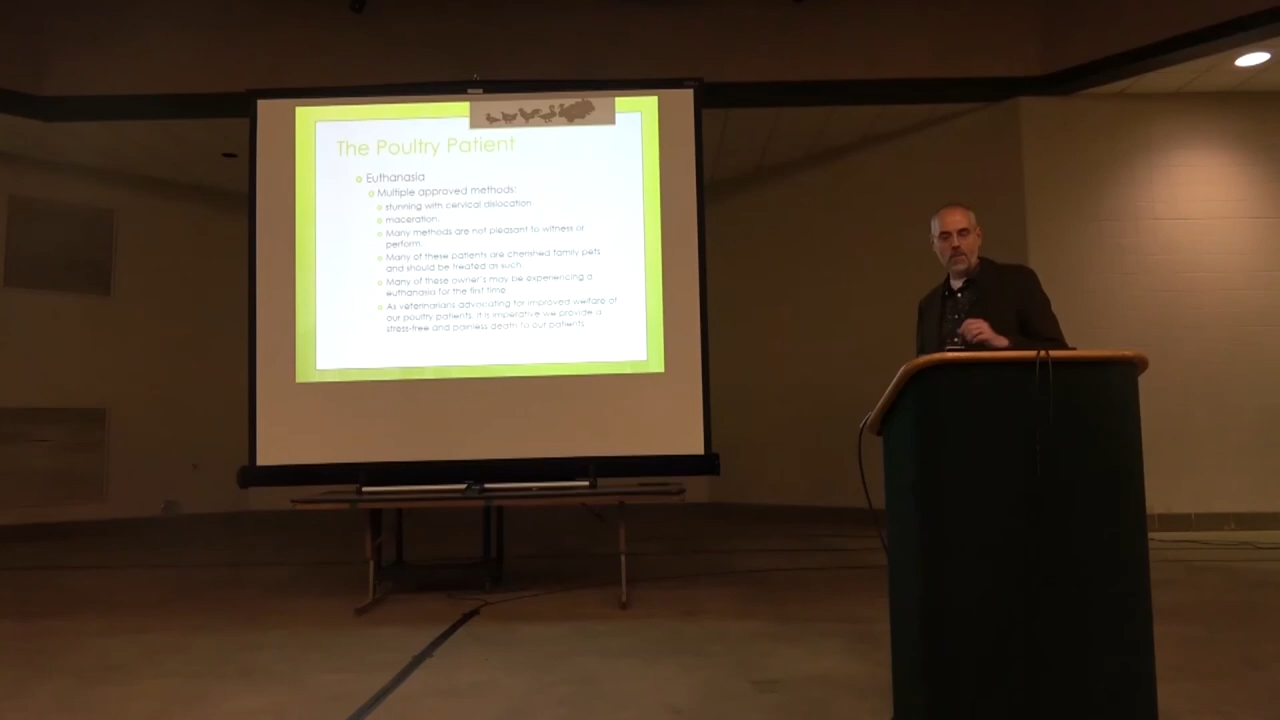 The Poultry Patient
Euthanasia
Multiple approved methods:
stunning with cervical dislocation
maceration.
Many methods are not pleasant to witness or
perform.
Many of these patients are cherished family pets
and should be treated as such.
Many of these owner's may be experiencing a
euthanasia for the first time
As veterinarians advocating for improved welfare of
our poultry patients, it is imperative we provide a
stress-free and painless death to our patients